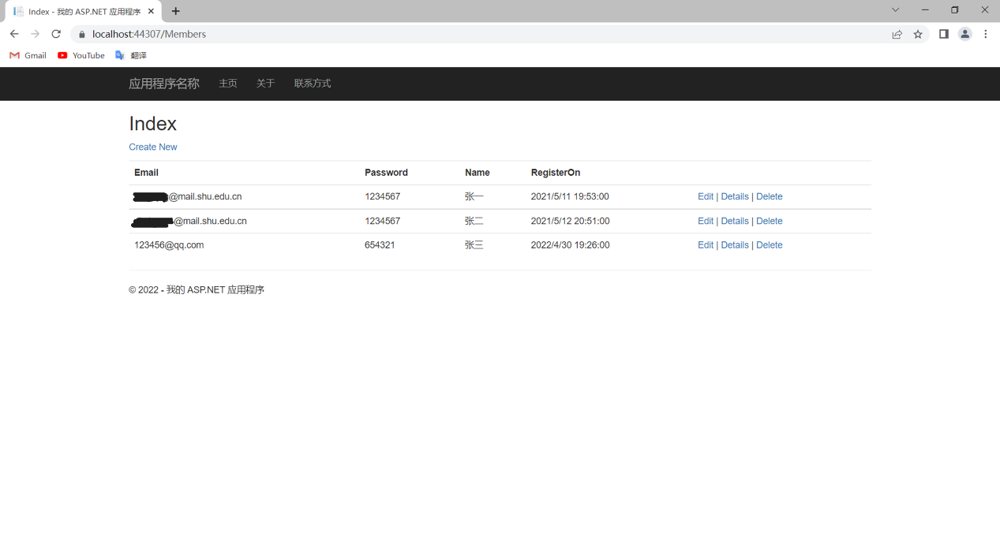 Index - 我的 ASP.NET 应用程序
localhost:44307/Members
Gmail YouTube 翻译
应用程序名称 主页 关于 联系方式
Index
Create New
Email Password Name RegisterOn
@mail.shu.edu.cn 1234567 张一 2021/5/11 19:53:00 Edit | Details | Delete
@mail.shu.edu.cn 1234567 张二 2021/5/12 20:51:00 Edit | Details | Delete
123456@qq.com 654321 张三 2022/4/30 19:26:00 Edit | Details | Delete
© 2022 - 我的 ASP.NET 应用程序